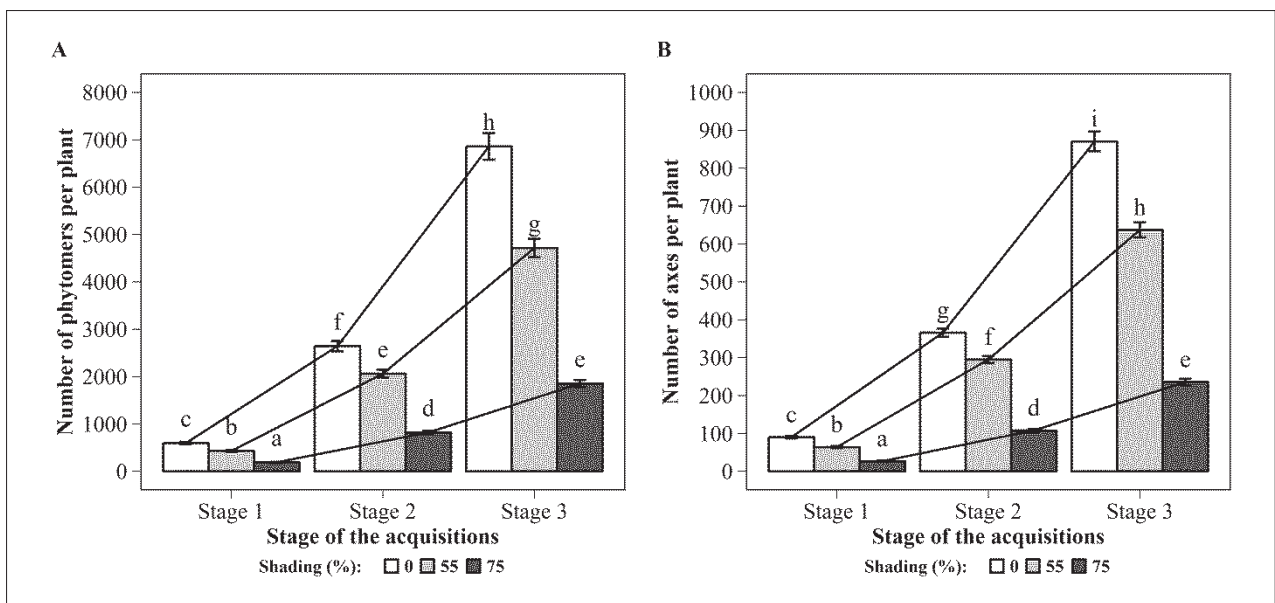 A
Number of phytomers per plant
8000
7000
6000
5000
4000
3000
2000
1000
0
c
b
a
f
e
d
h
g
e
Stage 1 Stage 2 Stage 3
Stage of the acquisitions
Shading (%): 0 55 75
B
Number of axes per plant
1000
900
800
700
600
500
400
300
200
100
0
c
b
a
g
f
d
i
h
e
Stage 1 Stage 2 Stage 3
Stage of the acquisitions
Shading (%): 0 55 75